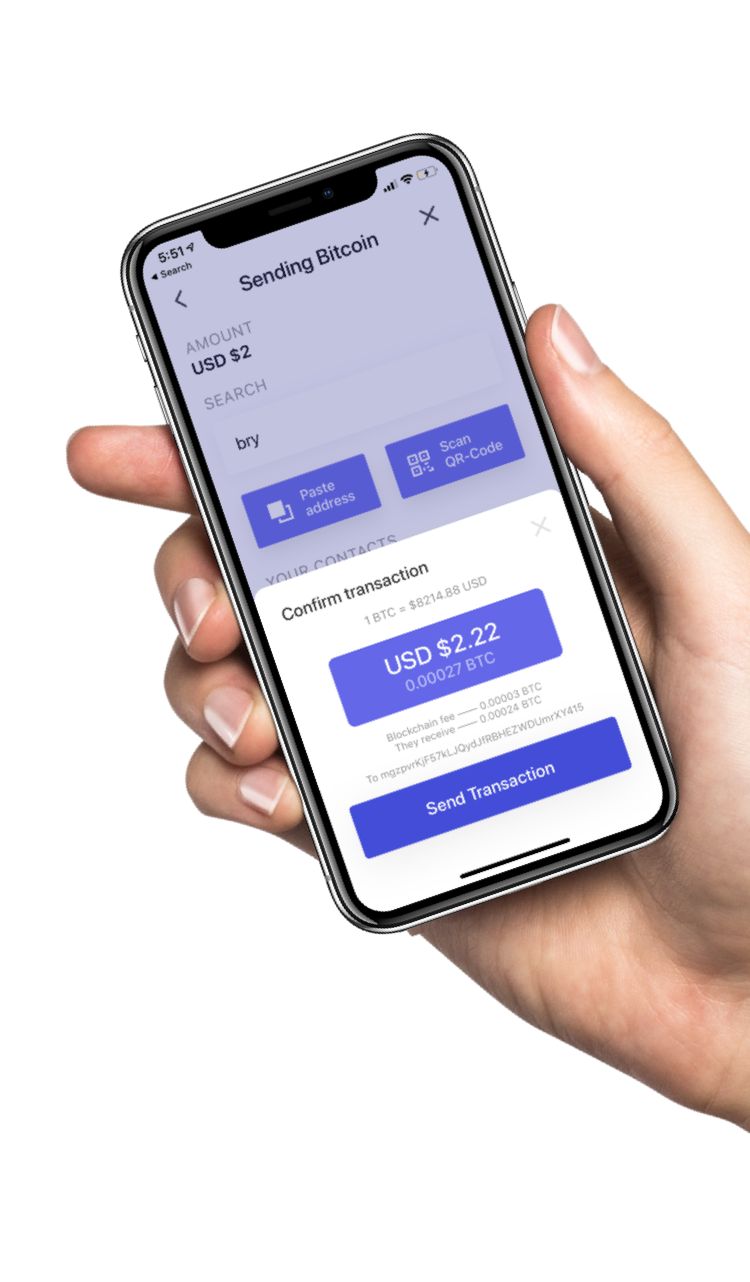 5:51
◀ Search
Sending Bitcoin
AMOUNT
USD $2
SEARCH
bry
Paste
address
Scan
QR-Code
YOUR CONTACTS
Confirm transaction
1 BTC = $8214.88 USD
USD $2.22
0.00027 BTC
Blockchain fee —— 0.00003 BTC
They receive —— 0.00024 BTC
To mgzpvrKjF57kLJQydJfRBHEZWDUmrXY415
Send Transaction